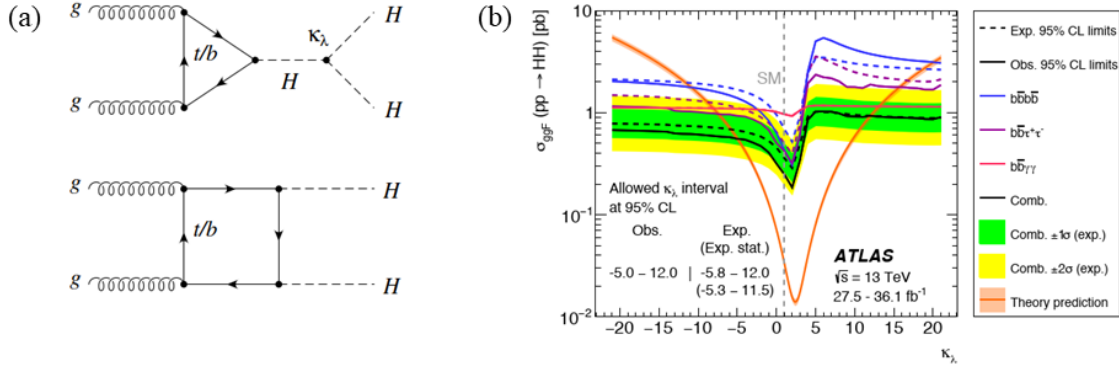 (a)
g
t/b
H
κλ
H
H
g
g
t/b
H
g
H
(b)
σggF (pp → HH) [pb]
10
1
10⁻¹
10⁻²
SM
Allowed κλ interval
at 95% CL
Obs. Exp.
(Exp. stat.)
-5.0 – 12.0 | -5.8 – 12.0
(-5.3 – 11.5)
ATLAS
√s = 13 TeV
27.5 - 36.1 fb⁻¹
-20 -15 -10 -5 0 5 10 15 20
κλ
Exp. 95% CL limits
Obs. 95% CL limits
bb̄bb̄
bb̄τ⁺τ⁻
bb̄γγ
Comb.
Comb. ±1σ (exp.)
Comb. ±2σ (exp.)
Theory prediction